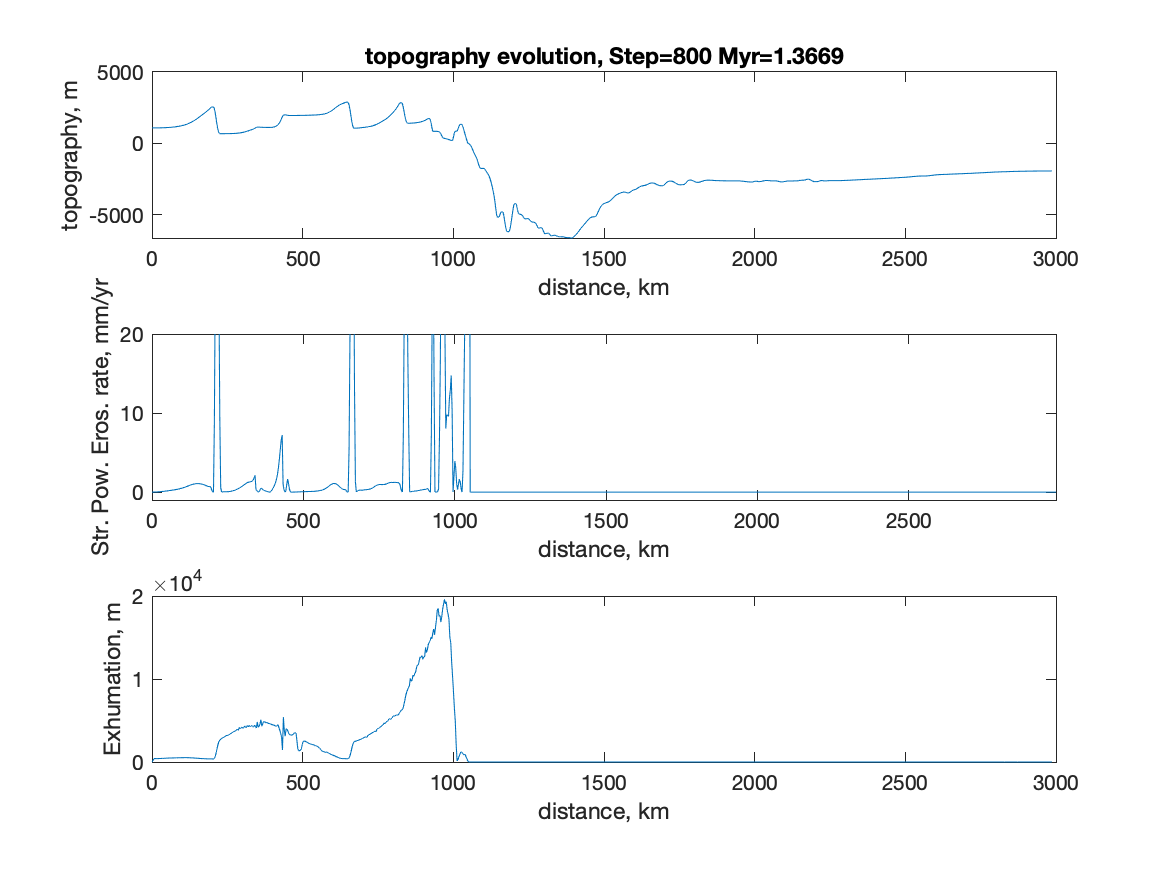 topography evolution, Step=800 Myr=1.3669
5000
0
-5000
topography, m
0 500 1000 1500 2000 2500 3000
distance, km
20
10
0
Str. Pow. Eros. rate, mm/yr
0 500 1000 1500 2000 2500
distance, km
×10^4
2
1
0
Exhumation, m
0 500 1000 1500 2000 2500 3000
distance, km